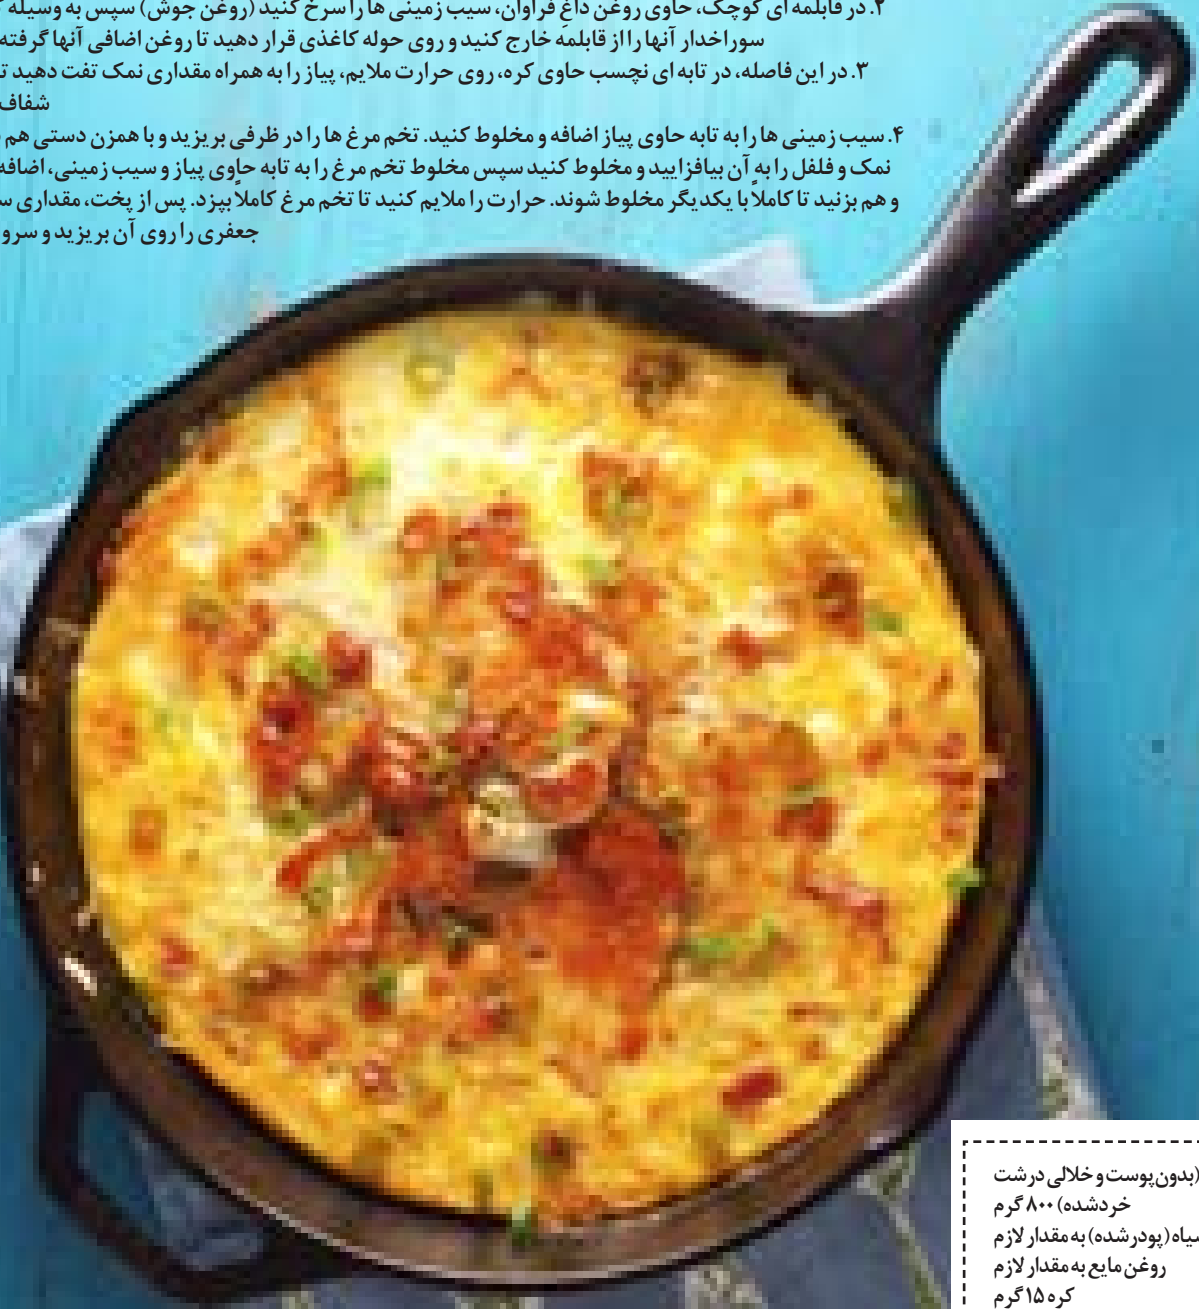 ۲. در قابلمه ای کوچک، حاوی روغن داغِ فراوان، سیب زمینی ها را سرخ کنید (روغن جوش) سپس به وسیله
سوراخدار آنها را از قابلمه خارج کنید و روی حوله کاغذی قرار دهید تا روغن اضافی آنها گرفته
۳. در این فاصله، در تابه ای نچسب حاوی کره، روی حرارت ملایم، پیاز را به همراه مقداری نمک تفت دهید
شفاف
۴. سیب زمینی ها را به تابه حاوی پیاز اضافه و مخلوط کنید. تخم مرغ ها را در ظرفی بریزید و با همزن دستی هم
نمک و فلفل را به آن بیافزایید و مخلوط کنید سپس مخلوط تخم مرغ را به تابه حاوی پیاز و سیب زمینی، اضافه
و هم بزنید تا کاملاً با یکدیگر مخلوط شوند. حرارت را ملایم کنید تا تخم مرغ کاملاً بپزد. پس از پخت، مقداری
جعفری را روی آن بریزید و سرو
(بدون پوست و خلالی درشت
خردشده) ۸۰۰ گرم
سیاه (پودر شده) به مقدار لازم
روغن مایع به مقدار لازم
کره ۱۵ گرم